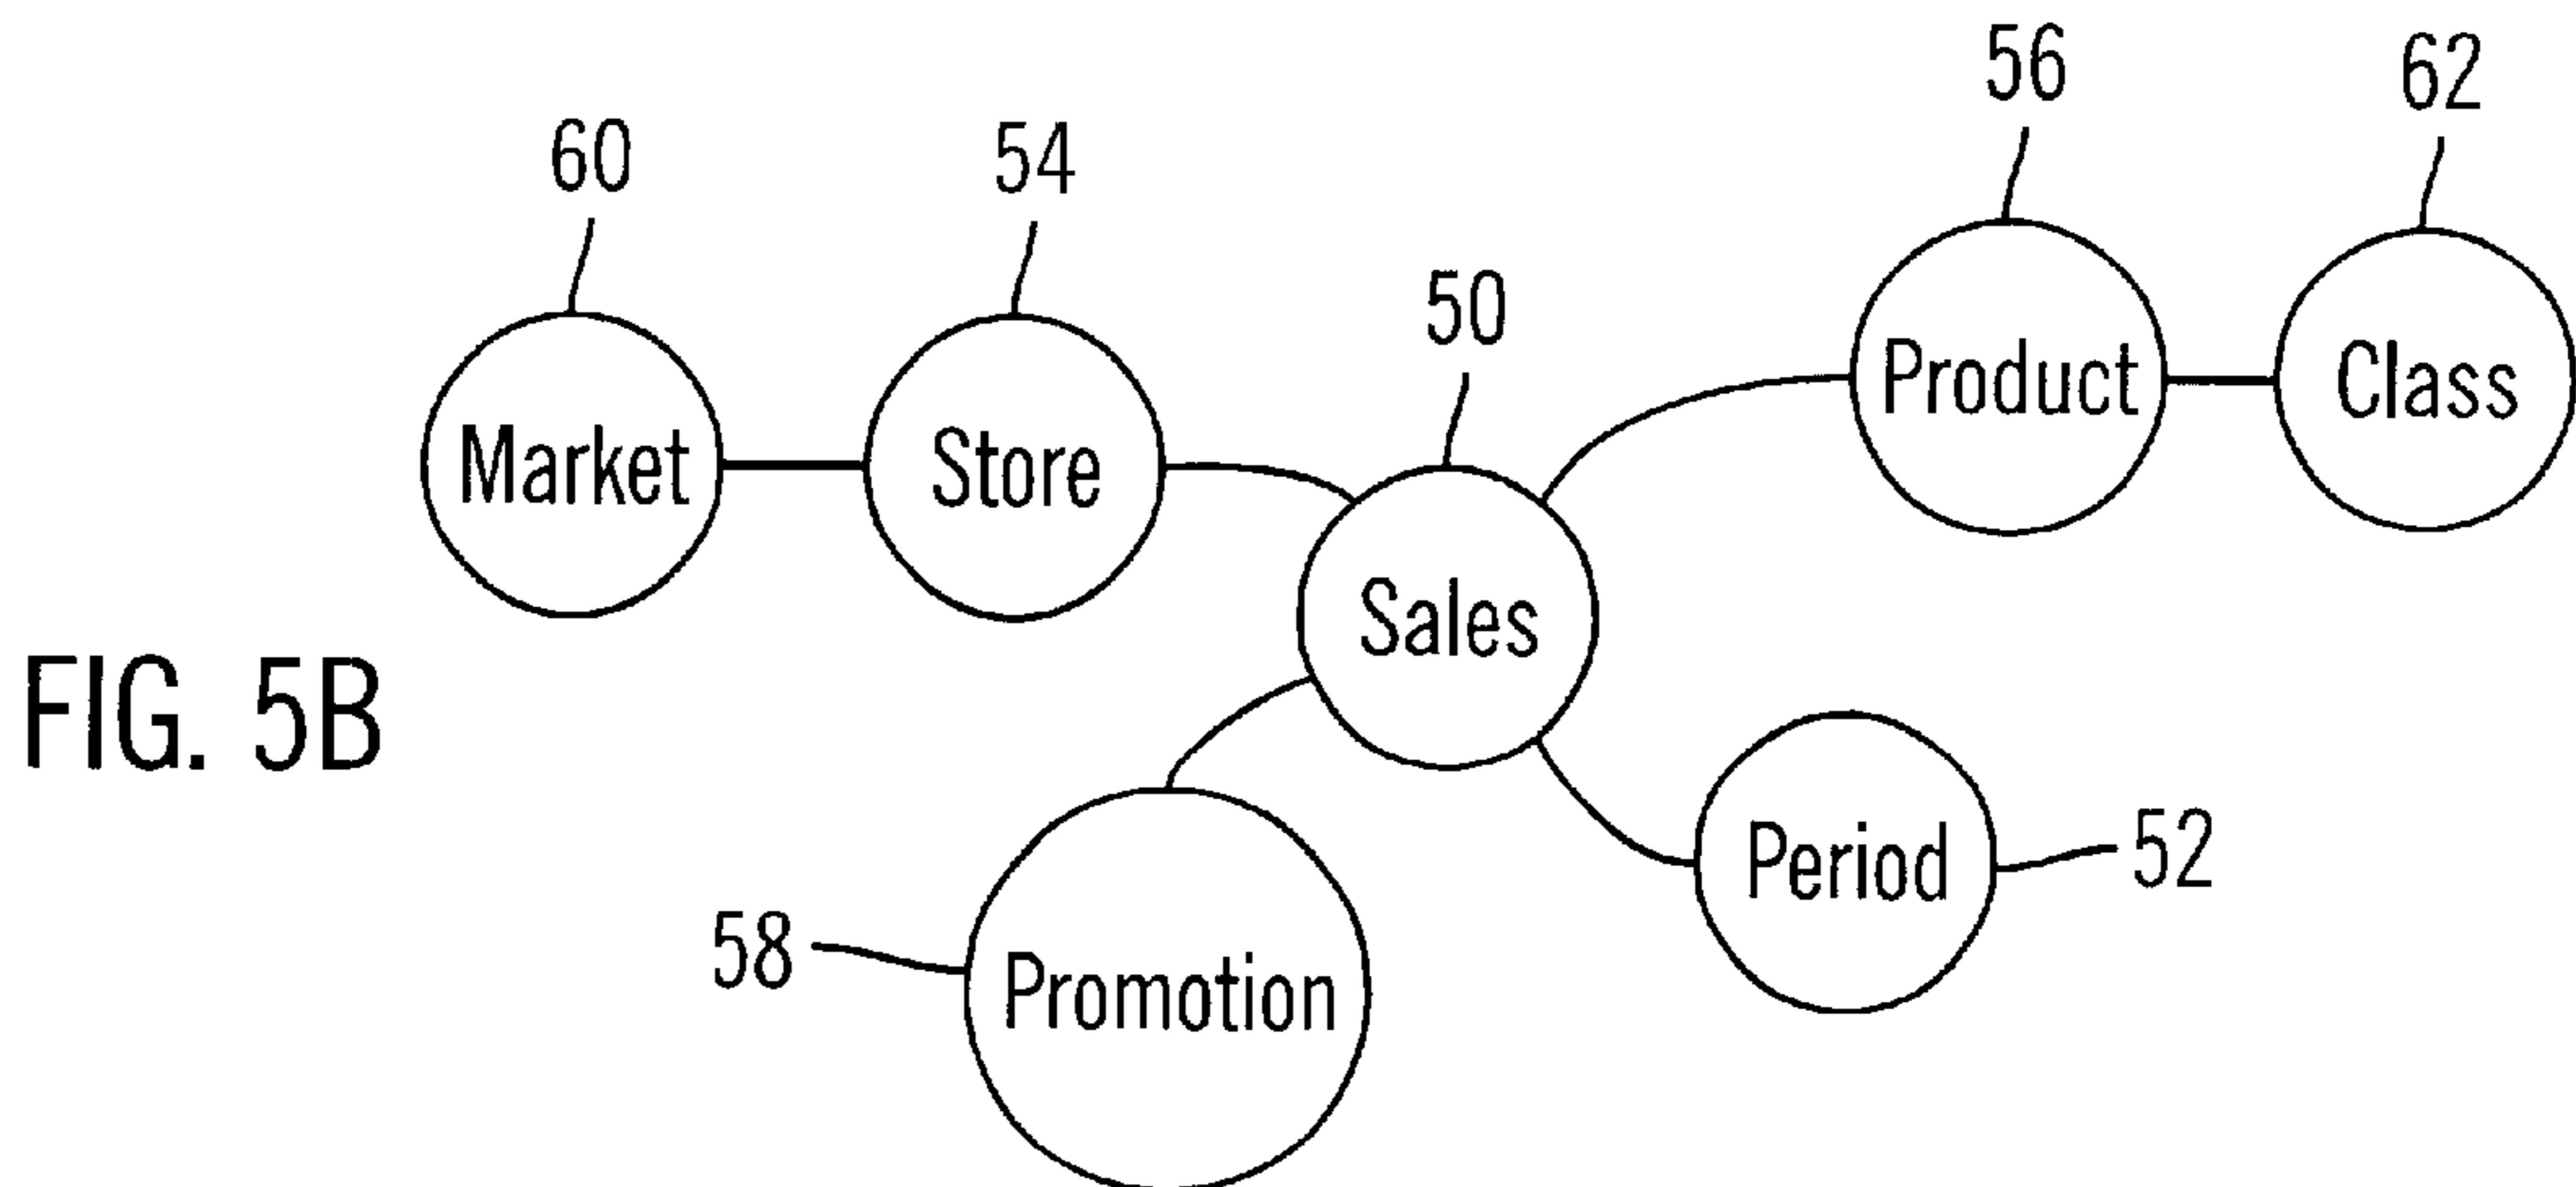 56
62
60
54
50
Product
Class
Market
Store
Sales
FIG. 5B
Period
52
58
Promotion